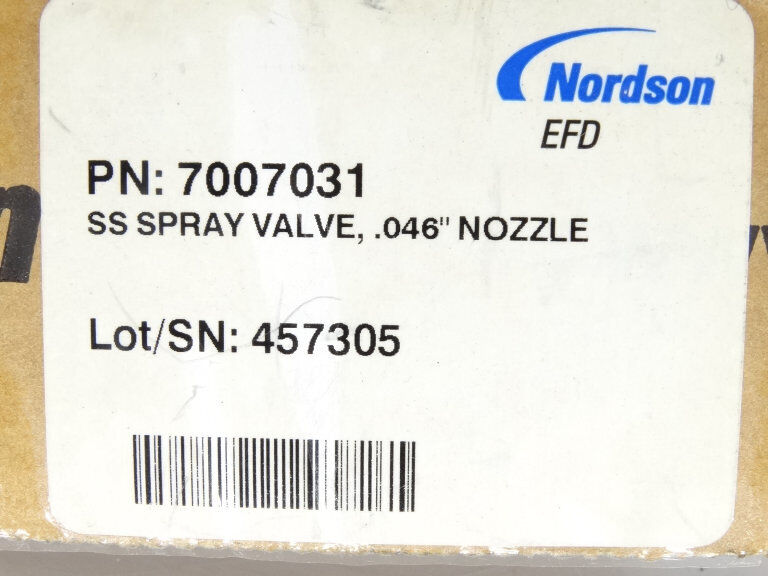 Nordson
EFD
PN: 7007031
SS SPRAY VALVE, .046" NOZZLE
Lot/SN: 457305